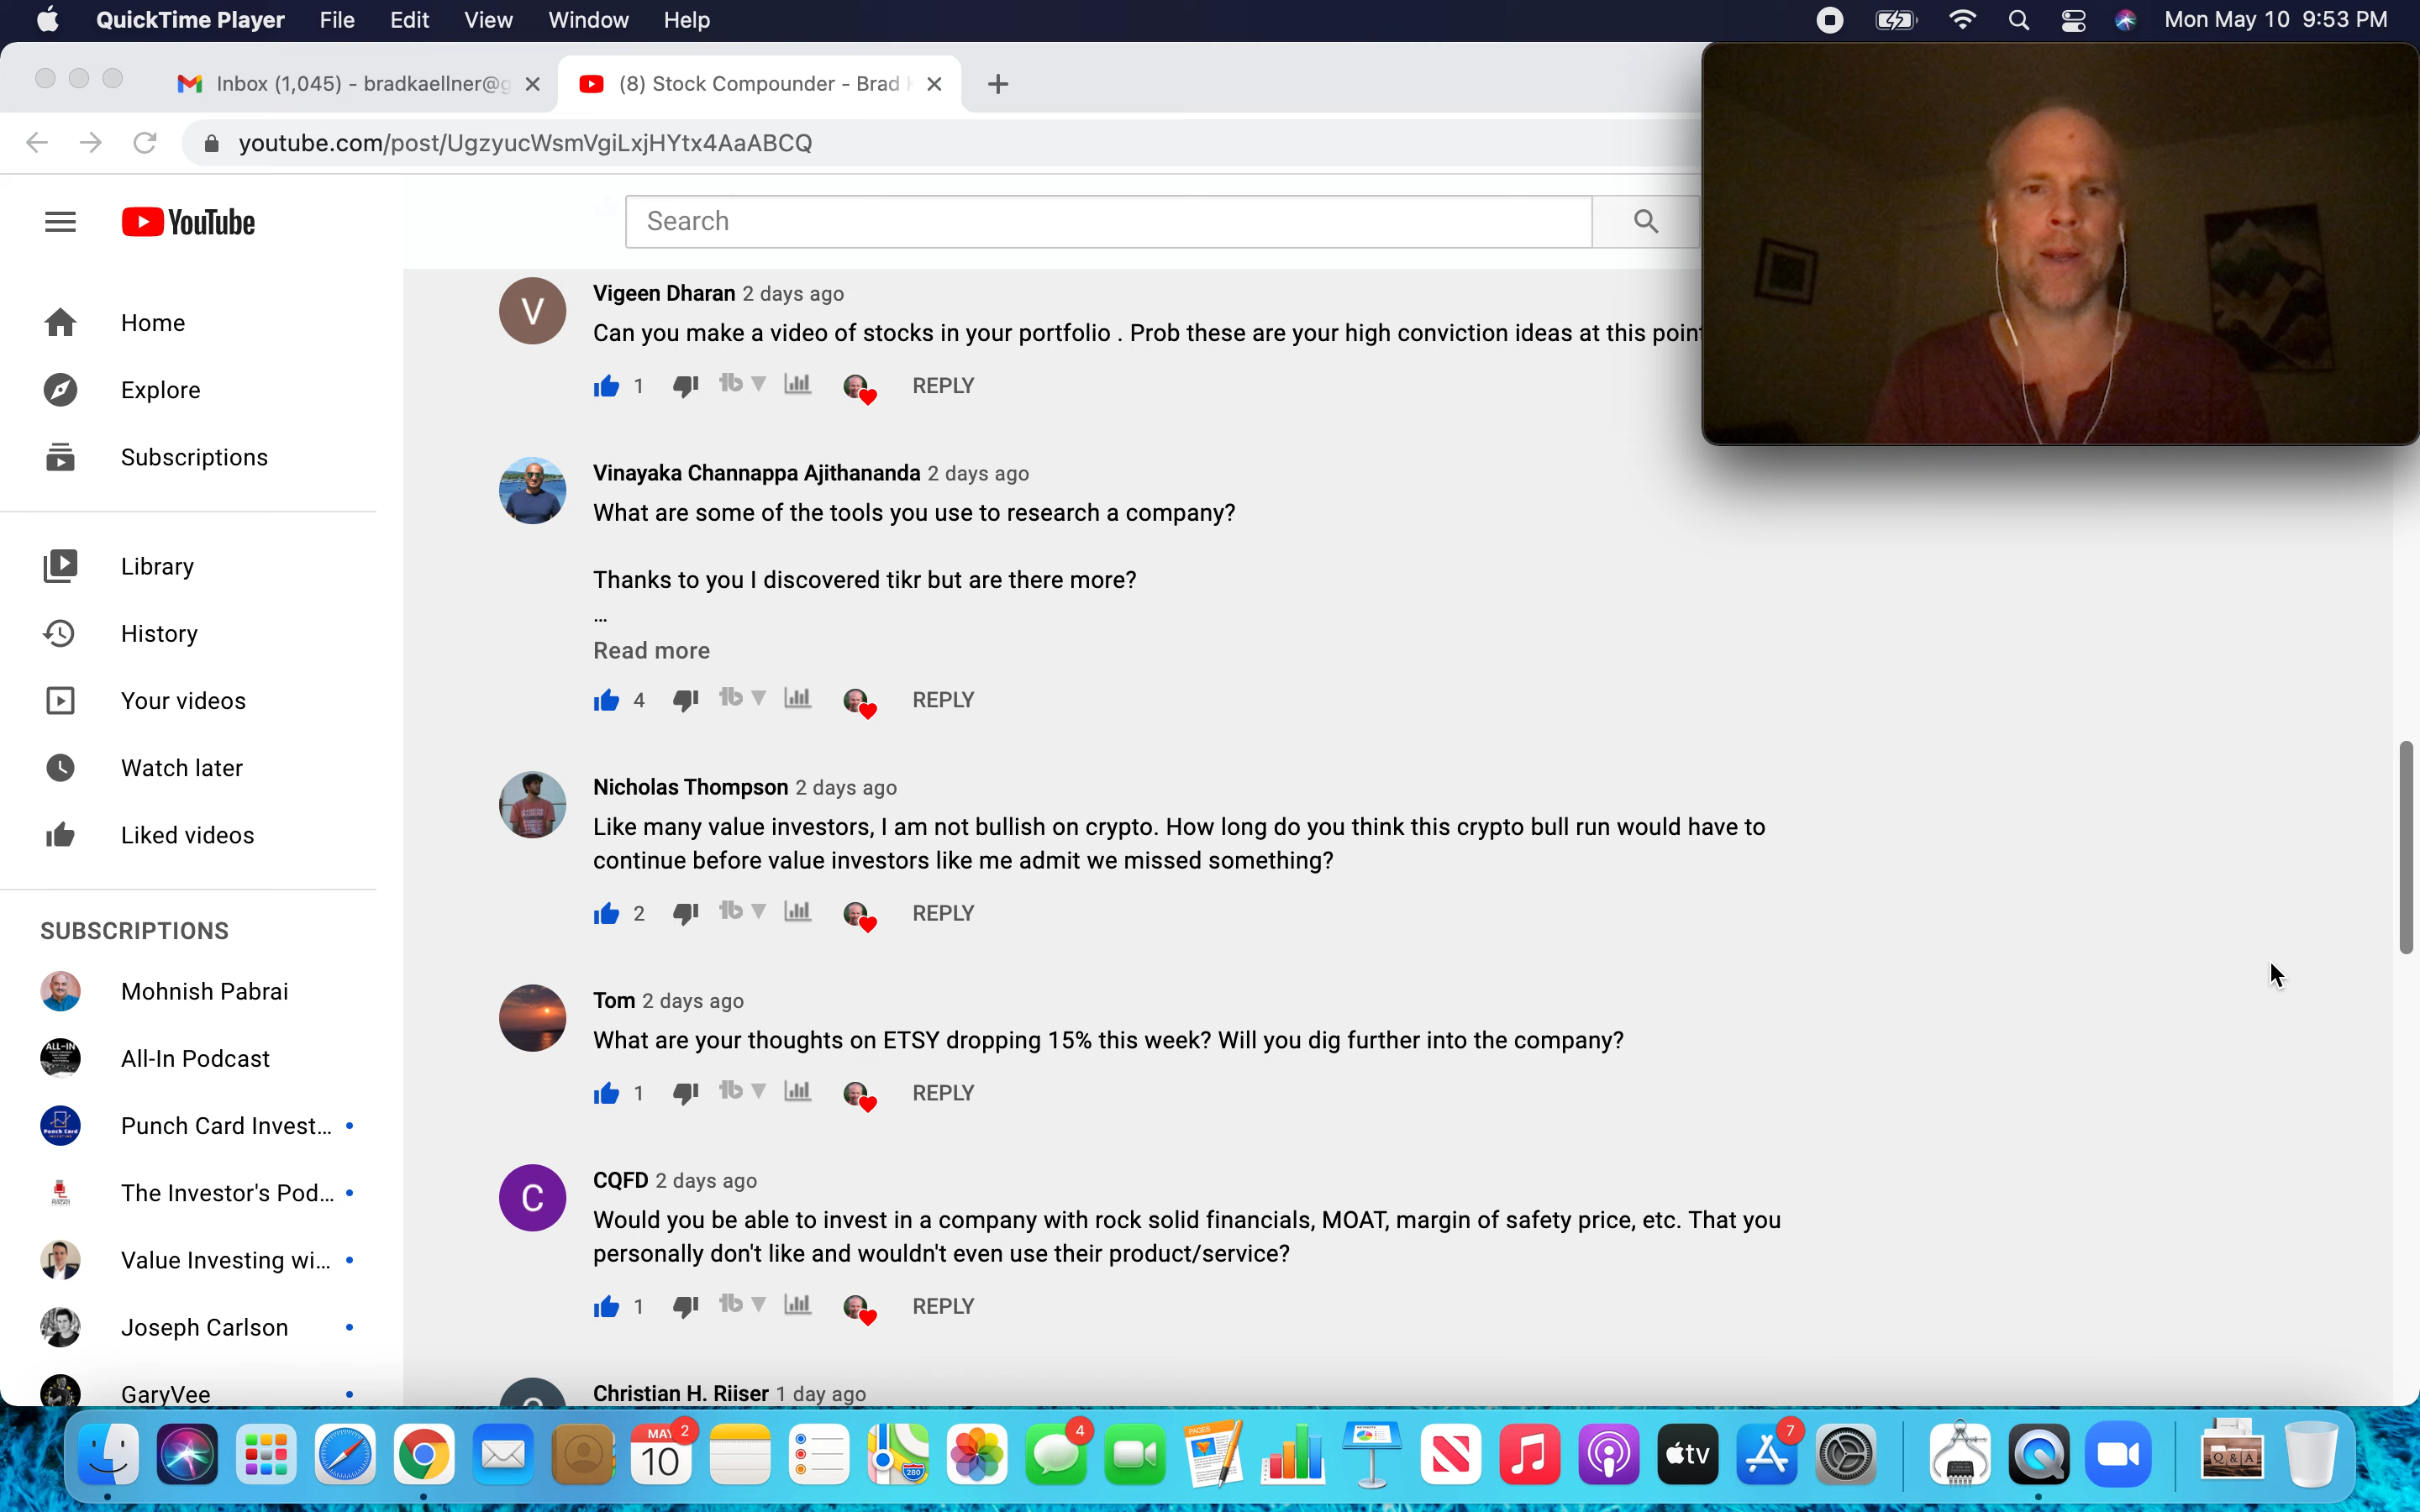 QuickTime Player File Edit View Window Help Mon May 10 9:53 PM
Inbox (1,045) - bradkaellner@g
(8) Stock Compounder - Brad
youtube.com/post/UgzyucWsmVgiLxjHYtx4AaABCQ
YouTube
Search
Home
Explore
Subscriptions
Library
History
Your videos
Watch later
Liked videos
SUBSCRIPTIONS
Mohnish Pabrai
All-In Podcast
Punch Card Invest...
The Investor's Pod...
Value Investing wi...
Joseph Carlson
GaryVee
V
Vigeen Dharan 2 days ago
Can you make a video of stocks in your portfolio . Prob these are your high conviction ideas at this point
1 REPLY
Vinayaka Channappa Ajithananda 2 days ago
What are some of the tools you use to research a company?
Thanks to you I discovered tikr but are there more?
...
Read more
4 REPLY
Nicholas Thompson 2 days ago
Like many value investors, I am not bullish on crypto. How long do you think this crypto bull run would have to
continue before value investors like me admit we missed something?
2 REPLY
Tom 2 days ago
What are your thoughts on ETSY dropping 15% this week? Will you dig further into the company?
1 REPLY
C
CQFD 2 days ago
Would you be able to invest in a company with rock solid financials, MOAT, margin of safety price, etc. That you
personally don't like and wouldn't even use their product/service?
1 REPLY
Christian H. Riiser 1 day ago
MAY 2
10
4
PAGES
280
tv
7
Q & A